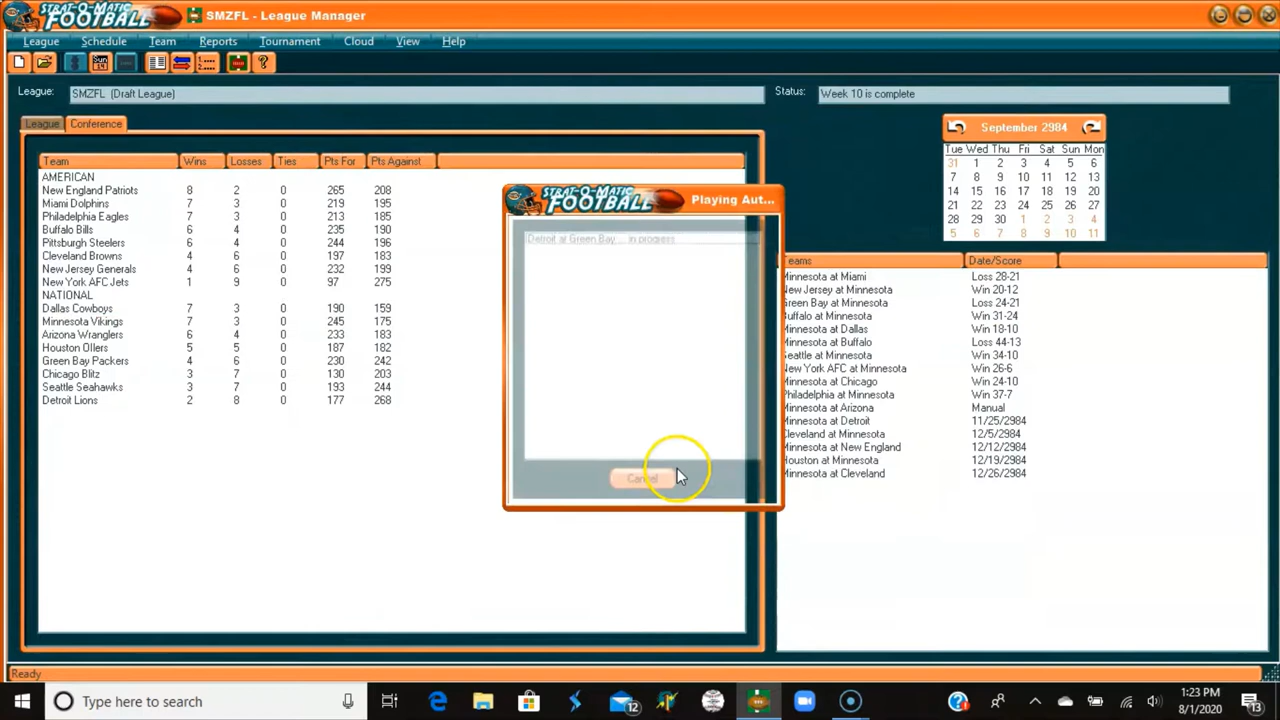 STRAT-O-MATIC FOOTBALL SMZFL - League Manager
League Schedule Team Reports Tournament Cloud View Help
League: SMZFL (Draft League) Status: Week 10 is complete
League Conference
Team Wins Losses Ties Pts For Pts Against
AMERICAN
New England Patriots 8 2 0 265 208
Miami Dolphins 7 3 0 219 195
Philadelphia Eagles 7 3 0 213 185
Buffalo Bills 6 4 0 235 190
Pittsburgh Steelers 6 4 0 244 196
Cleveland Browns 4 6 0 197 183
New Jersey Generals 4 6 0 232 199
New York AFC Jets 1 9 0 97 275
NATIONAL
Dallas Cowboys 7 3 0 190 159
Minnesota Vikings 7 3 0 245 175
Arizona Wranglers 6 4 0 233 183
Houston Oilers 5 5 0 187 182
Green Bay Packers 4 6 0 230 242
Chicago Blitz 3 7 0 130 203
Seattle Seahawks 3 7 0 193 244
Detroit Lions 2 8 0 177 268
STRAT-O-MATIC FOOTBALL Playing Aut...
Detroit at Green Bay ... in progress
Cancel
September 2984
Tue Wed Thu Fri Sat Sun Mon
31 1 2 3 4 5 6
7 8 9 10 11 12 13
14 15 16 17 18 19 20
21 22 23 24 25 26 27
28 29 30 1 2 3 4
5 6 7 8 9 10 11
Teams Date/Score
Minnesota at Miami Loss 28-21
New Jersey at Minnesota Win 20-12
Green Bay at Minnesota Loss 24-21
Buffalo at Minnesota Win 31-24
Minnesota at Dallas Win 18-10
Minnesota at Buffalo Loss 44-13
Seattle at Minnesota Win 34-10
New York AFC at Minnesota Win 26-6
Minnesota at Chicago Win 24-10
Philadelphia at Minnesota Win 37-7
Minnesota at Arizona Manual
Minnesota at Detroit 11/25/2984
Cleveland at Minnesota 12/5/2984
Minnesota at New England 12/12/2984
Houston at Minnesota 12/19/2984
Minnesota at Cleveland 12/26/2984
Ready
Type here to search
12
1:23 PM
8/1/2020
13